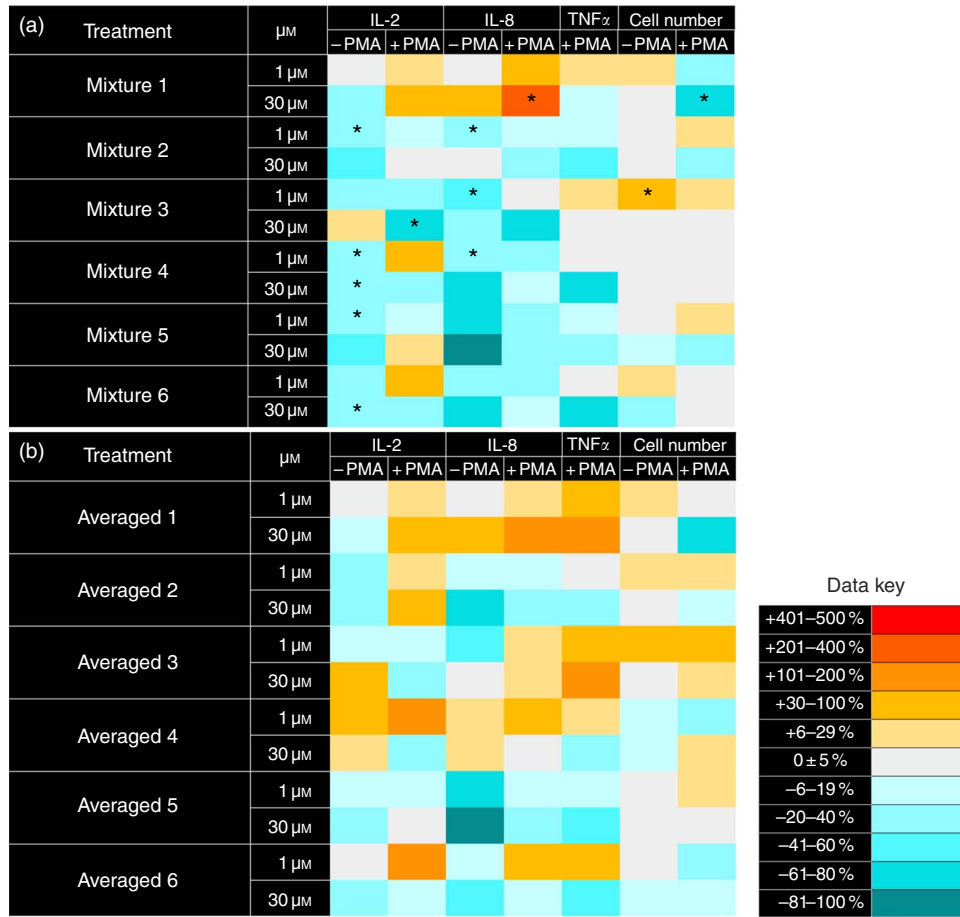 (a) Treatment µM IL-2 IL-8 TNFα Cell number
−PMA +PMA −PMA +PMA +PMA −PMA +PMA
Mixture 1
1 µM
30 µM * *
Mixture 2
1 µM * *
30 µM
Mixture 3
1 µM * *
30 µM *
Mixture 4
1 µM * *
30 µM *
Mixture 5
1 µM *
30 µM
Mixture 6
1 µM
30 µM *
(b) Treatment µM IL-2 IL-8 TNFα Cell number
−PMA +PMA −PMA +PMA +PMA −PMA +PMA
Averaged 1
1 µM
30 µM
Averaged 2
1 µM
30 µM
Averaged 3
1 µM
30 µM
Averaged 4
1 µM
30 µM
Averaged 5
1 µM
30 µM
Averaged 6
1 µM
30 µM
Data key
+401–500 %
+201–400 %
+101–200 %
+30–100 %
+6–29 %
0 ± 5 %
−6–19 %
−20–40 %
−41–60 %
−61–80 %
−81–100 %